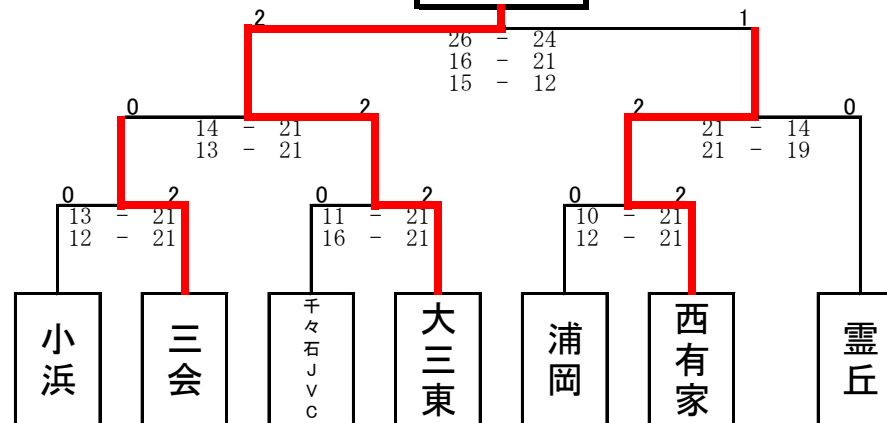 2 1
26 - 24
16 - 21
15 - 12
0 2 2 0
14 - 21 21 - 14
13 - 21 21 - 19
0 2 0 2 0 2
13 - 21 11 - 21 10 - 21
12 - 21 16 - 21 12 - 21
小浜
三会
千々石JVC
大三東
浦岡
西有家
霊丘